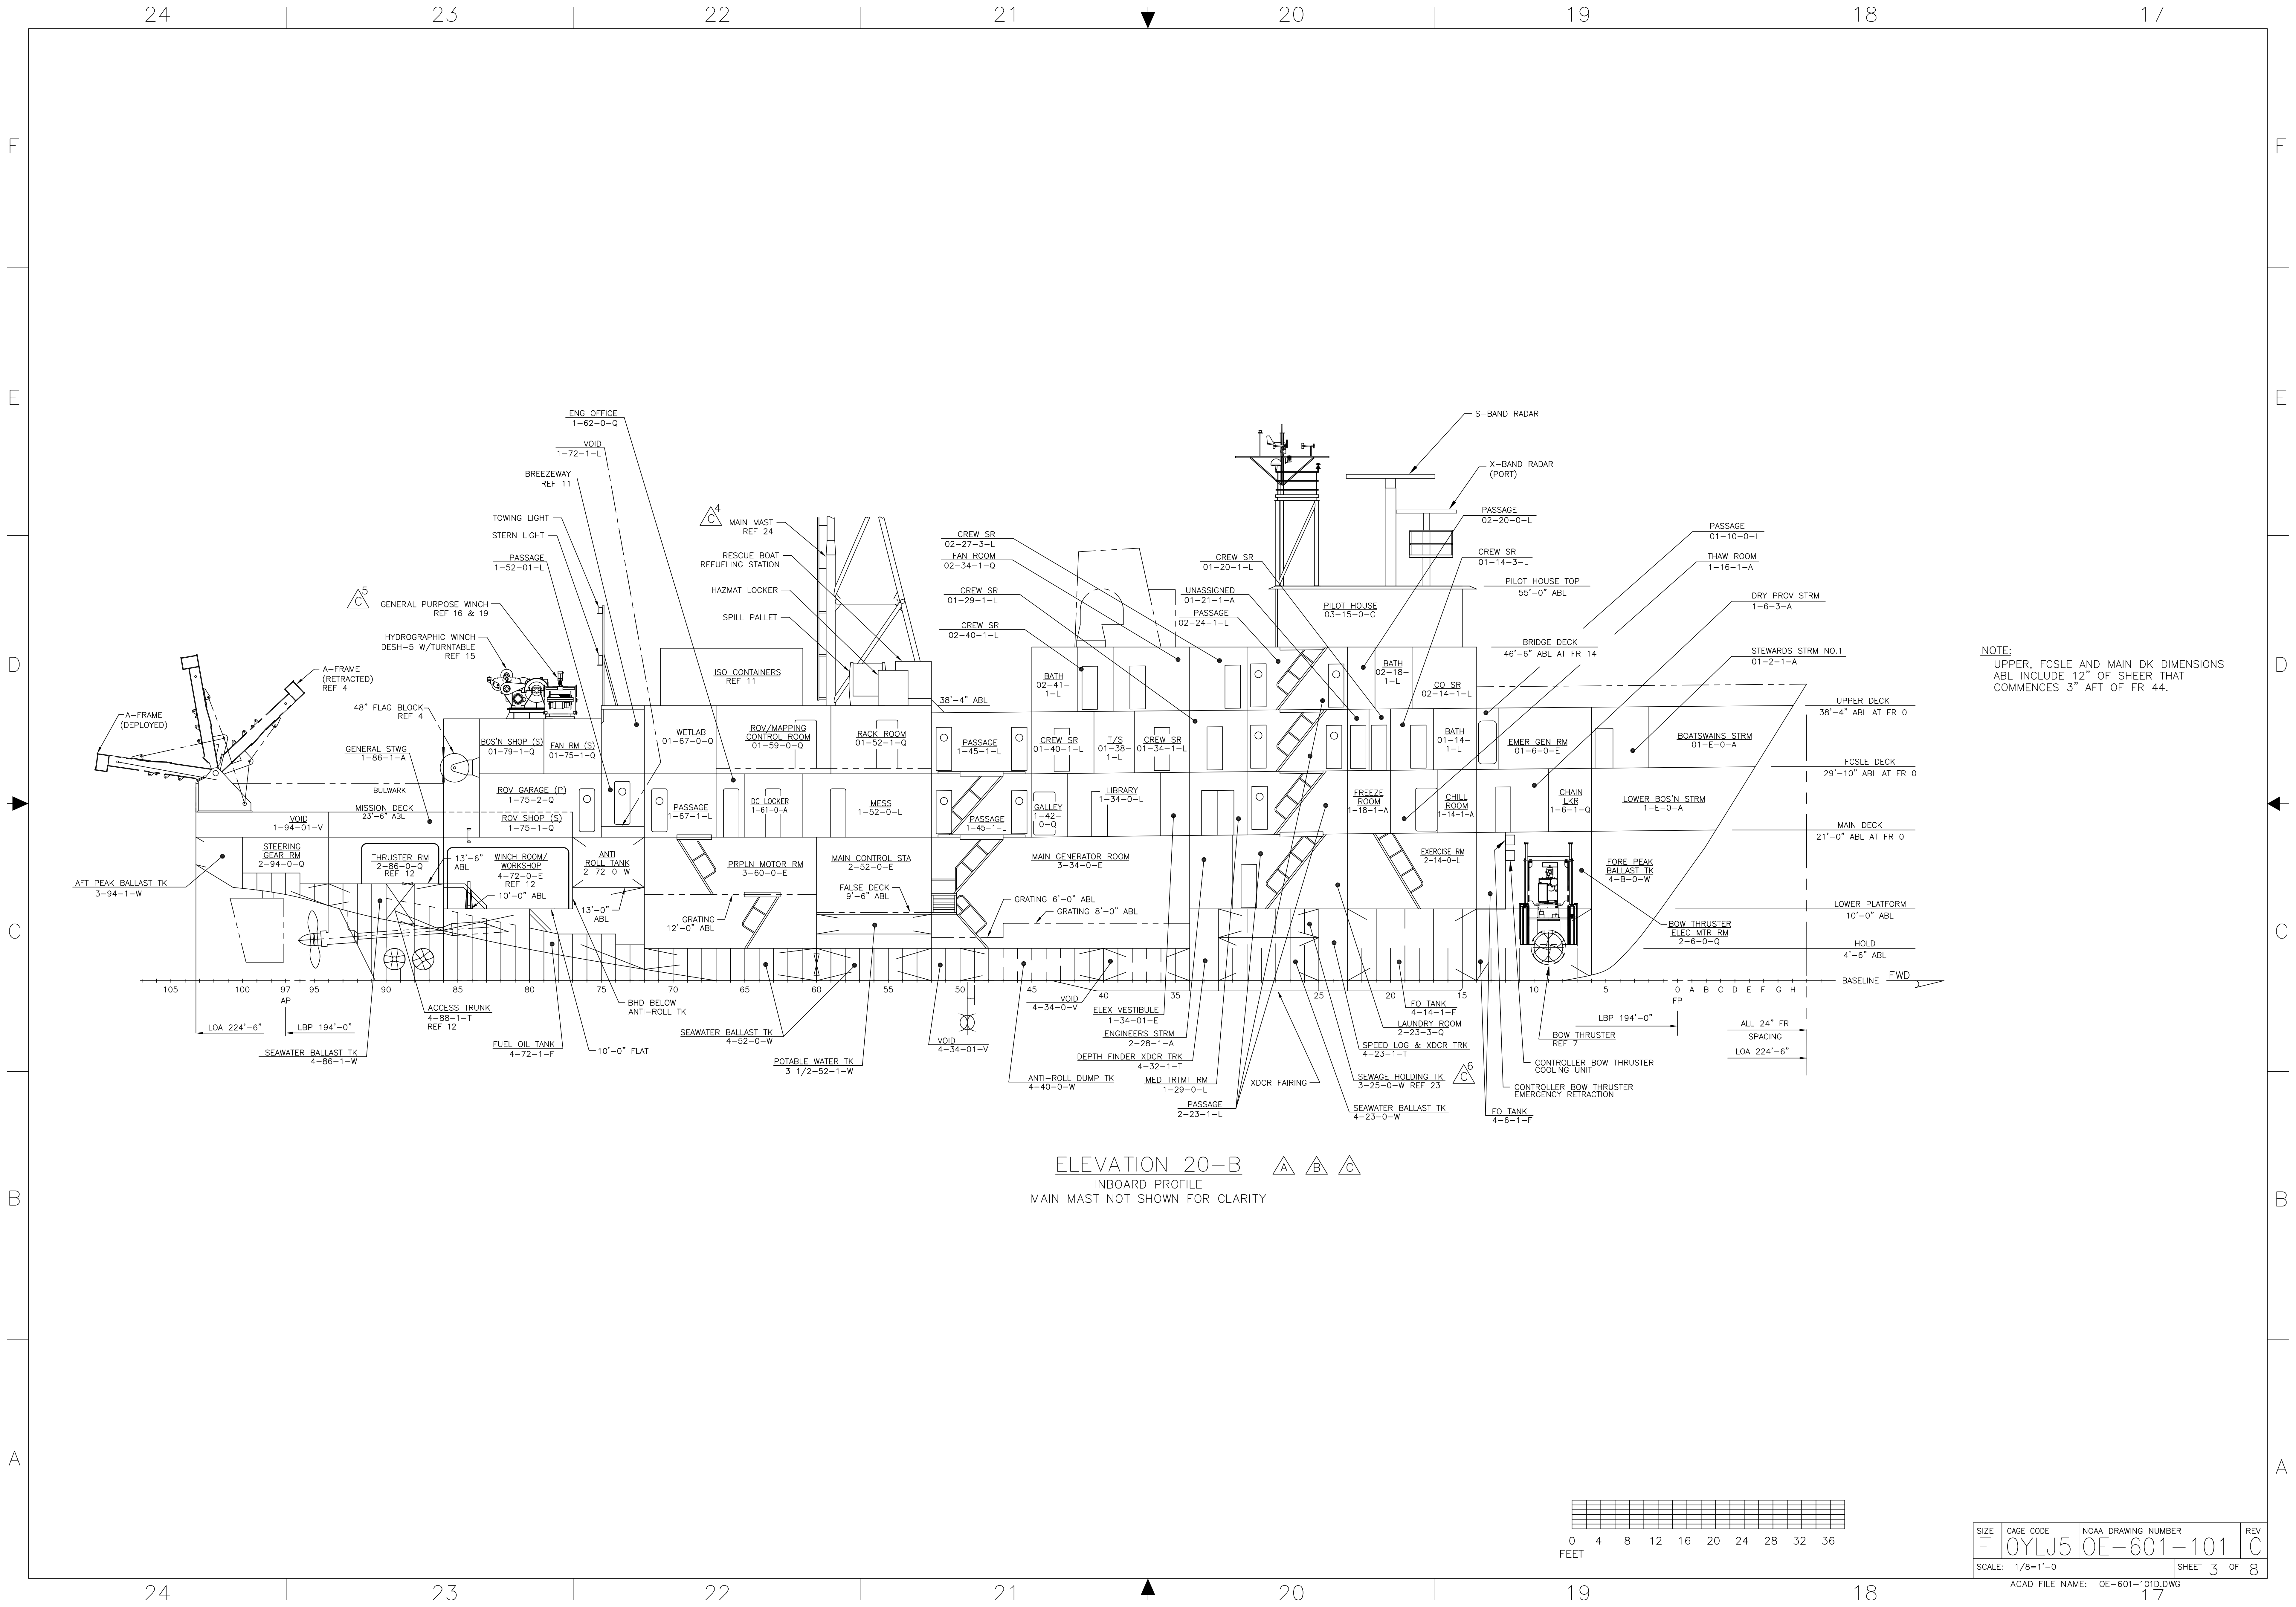 24 23 22 21 20 19 18 17
F
F
E
E
D
D
C
C
B
B
A
A
ENG OFFICE
1-62-0-Q
VOID
1-72-1-L
BREEZEWAY
REF 11
TOWING LIGHT
STERN LIGHT
PASSAGE
1-52-01-L
C 5
GENERAL PURPOSE WINCH
REF 16 & 19
HYDROGRAPHIC WINCH
DESH-5 W/TURNTABLE
REF 15
A-FRAME
(RETRACTED)
REF 4
A-FRAME
(DEPLOYED)
48" FLAG BLOCK
REF 4
GENERAL STWG
1-86-1-A
C 4
MAIN MAST
REF 24
RESCUE BOAT
REFUELING STATION
HAZMAT LOCKER
SPILL PALLET
CREW SR
02-27-3-L
FAN ROOM
02-34-1-Q
CREW SR
01-29-1-L
CREW SR
02-40-1-L
CREW SR
01-20-1-L
UNASSIGNED
01-21-1-A
PASSAGE
02-24-1-L
S-BAND RADAR
X-BAND RADAR
(PORT)
PASSAGE
02-20-0-L
CREW SR
01-14-3-L
PASSAGE
01-10-0-L
THAW ROOM
1-16-1-A
DRY PROV STRM
1-6-3-A
STEWARDS STRM NO.1
01-2-1-A
PILOT HOUSE TOP
55'-0" ABL
PILOT HOUSE
03-15-0-C
BRIDGE DECK
46'-6" ABL AT FR 14
NOTE:
UPPER, FCSLE AND MAIN DK DIMENSIONS
ABL INCLUDE 12" OF SHEER THAT
COMMENCES 3" AFT OF FR 44.
ISO CONTAINERS
REF 11
38'-4" ABL
BATH
02-41-
1-L
BATH
02-18-
1-L
CO SR
02-14-1-L
UPPER DECK
38'-4" ABL AT FR 0
BOS'N SHOP (S)
01-79-1-Q
FAN RM (S)
01-75-1-Q
WETLAB
01-67-0-Q
ROV/MAPPING
CONTROL ROOM
01-59-0-Q
RACK ROOM
01-52-1-Q
PASSAGE
1-45-1-L
CREW SR
01-40-1-L
T/S
01-38-
1-L
CREW SR
01-34-1-L
BATH
01-14-
1-L
EMER GEN RM
01-6-0-E
BOATSWAINS STRM
01-E-0-A
FCSLE DECK
29'-10" ABL AT FR 0
BULWARK
MISSION DECK
23'-6" ABL
VOID
1-94-01-V
ROV GARAGE (P)
1-75-2-Q
ROV SHOP (S)
1-75-1-Q
PASSAGE
1-67-1-L
DC LOCKER
1-61-0-A
MESS
1-52-0-L
PASSAGE
1-45-1-L
GALLEY
1-42-
0-Q
LIBRARY
1-34-0-L
FREEZE
ROOM
1-18-1-A
CHILL
ROOM
1-14-1-A
CHAIN
LKR
1-6-1-Q
LOWER BOS'N STRM
1-E-0-A
MAIN DECK
21'-0" ABL AT FR 0
STEERING
GEAR RM
2-94-0-Q
THRUSTER RM
2-86-0-Q
REF 12
13'-6"
ABL
WINCH ROOM/
WORKSHOP
4-72-0-E
REF 12
10'-0" ABL
ANTI
ROLL TANK
2-72-0-W
13'-0"
ABL
PRPLN MOTOR RM
3-60-0-E
GRATING
12'-0" ABL
MAIN CONTROL STA
2-52-0-E
FALSE DECK
9'-6" ABL
MAIN GENERATOR ROOM
3-34-0-E
GRATING 6'-0" ABL
GRATING 8'-0" ABL
EXERCISE RM
2-14-0-L
FORE PEAK
BALLAST TK
4-B-0-W
AFT PEAK BALLAST TK
3-94-1-W
LOWER PLATFORM
10'-0" ABL
BOW THRUSTER
ELEC MTR RM
2-6-0-Q
HOLD
4'-6" ABL
BASELINE FWD
105 100 97 95 90 85 80 75 70 65 60 55 50 45 40 35 25 20 15 10 5 0 A B C D E F G H
AP
FP
LOA 224'-6"
LBP 194'-0"
SEAWATER BALLAST TK
4-86-1-W
ACCESS TRUNK
4-88-1-T
REF 12
FUEL OIL TANK
4-72-1-F
10'-0" FLAT
BHD BELOW
ANTI-ROLL TK
SEAWATER BALLAST TK
4-52-0-W
POTABLE WATER TK
3 1/2-52-1-W
VOID
4-34-01-V
VOID
4-34-0-V
ANTI-ROLL DUMP TK
4-40-0-W
ELEX VESTIBULE
1-34-01-E
ENGINEERS STRM
2-28-1-A
DEPTH FINDER XDCR TRK
4-32-1-T
MED TRTMT RM
1-29-0-L
PASSAGE
2-23-1-L
XDCR FAIRING
FO TANK
4-14-1-F
LAUNDRY ROOM
2-23-3-Q
SPEED LOG & XDCR TRK
4-23-1-T
SEWAGE HOLDING TK
3-25-0-W REF 23
C 6
SEAWATER BALLAST TK
4-23-0-W
FO TANK
4-6-1-F
BOW THRUSTER
REF 7
CONTROLLER BOW THRUSTER
COOLING UNIT
CONTROLLER BOW THRUSTER
EMERGENCY RETRACTION
LBP 194'-0"
ALL 24" FR
SPACING
LOA 224'-6"
ELEVATION 20-B A B C
INBOARD PROFILE
MAIN MAST NOT SHOWN FOR CLARITY
0 4 8 12 16 20 24 28 32 36
FEET
SIZE CAGE CODE NOAA DRAWING NUMBER REV
F 0YLJ5 OE-601-101 C
SCALE: 1/8=1'-0 SHEET 3 OF 8
ACAD FILE NAME: OE-601-101D.DWG
24 23 22 21 20 19 18 17